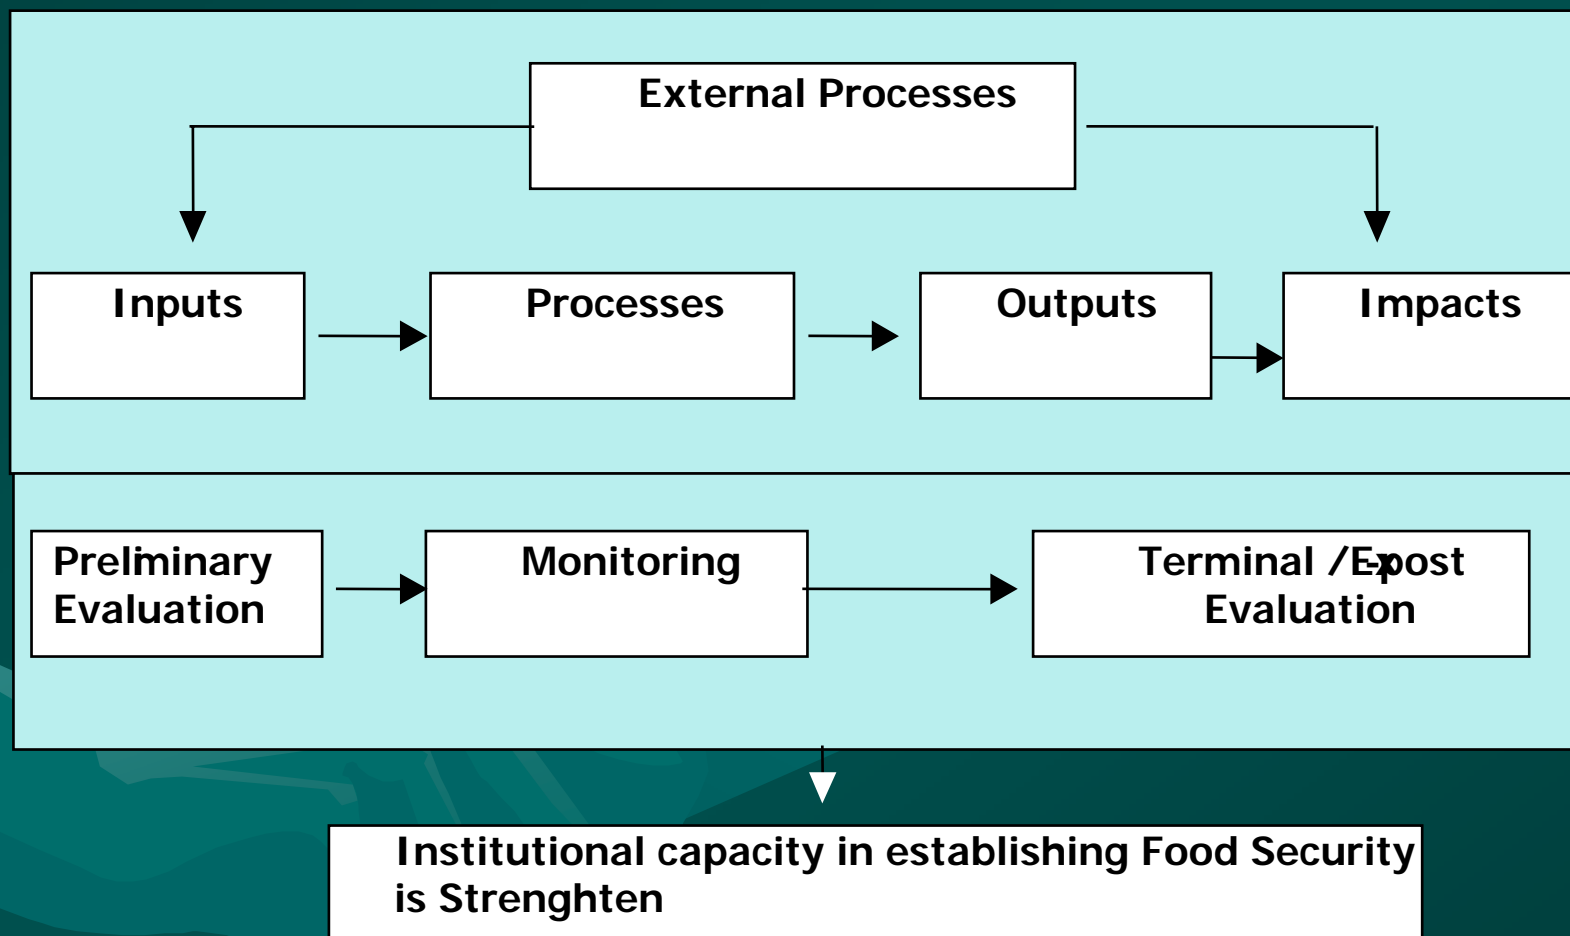 External Processes
Inputs
Processes
Outputs
Impacts
Preliminary
Evaluation
Monitoring
Terminal /Ex-post
Evaluation
Institutional capacity in establishing Food Security
is Strenghten